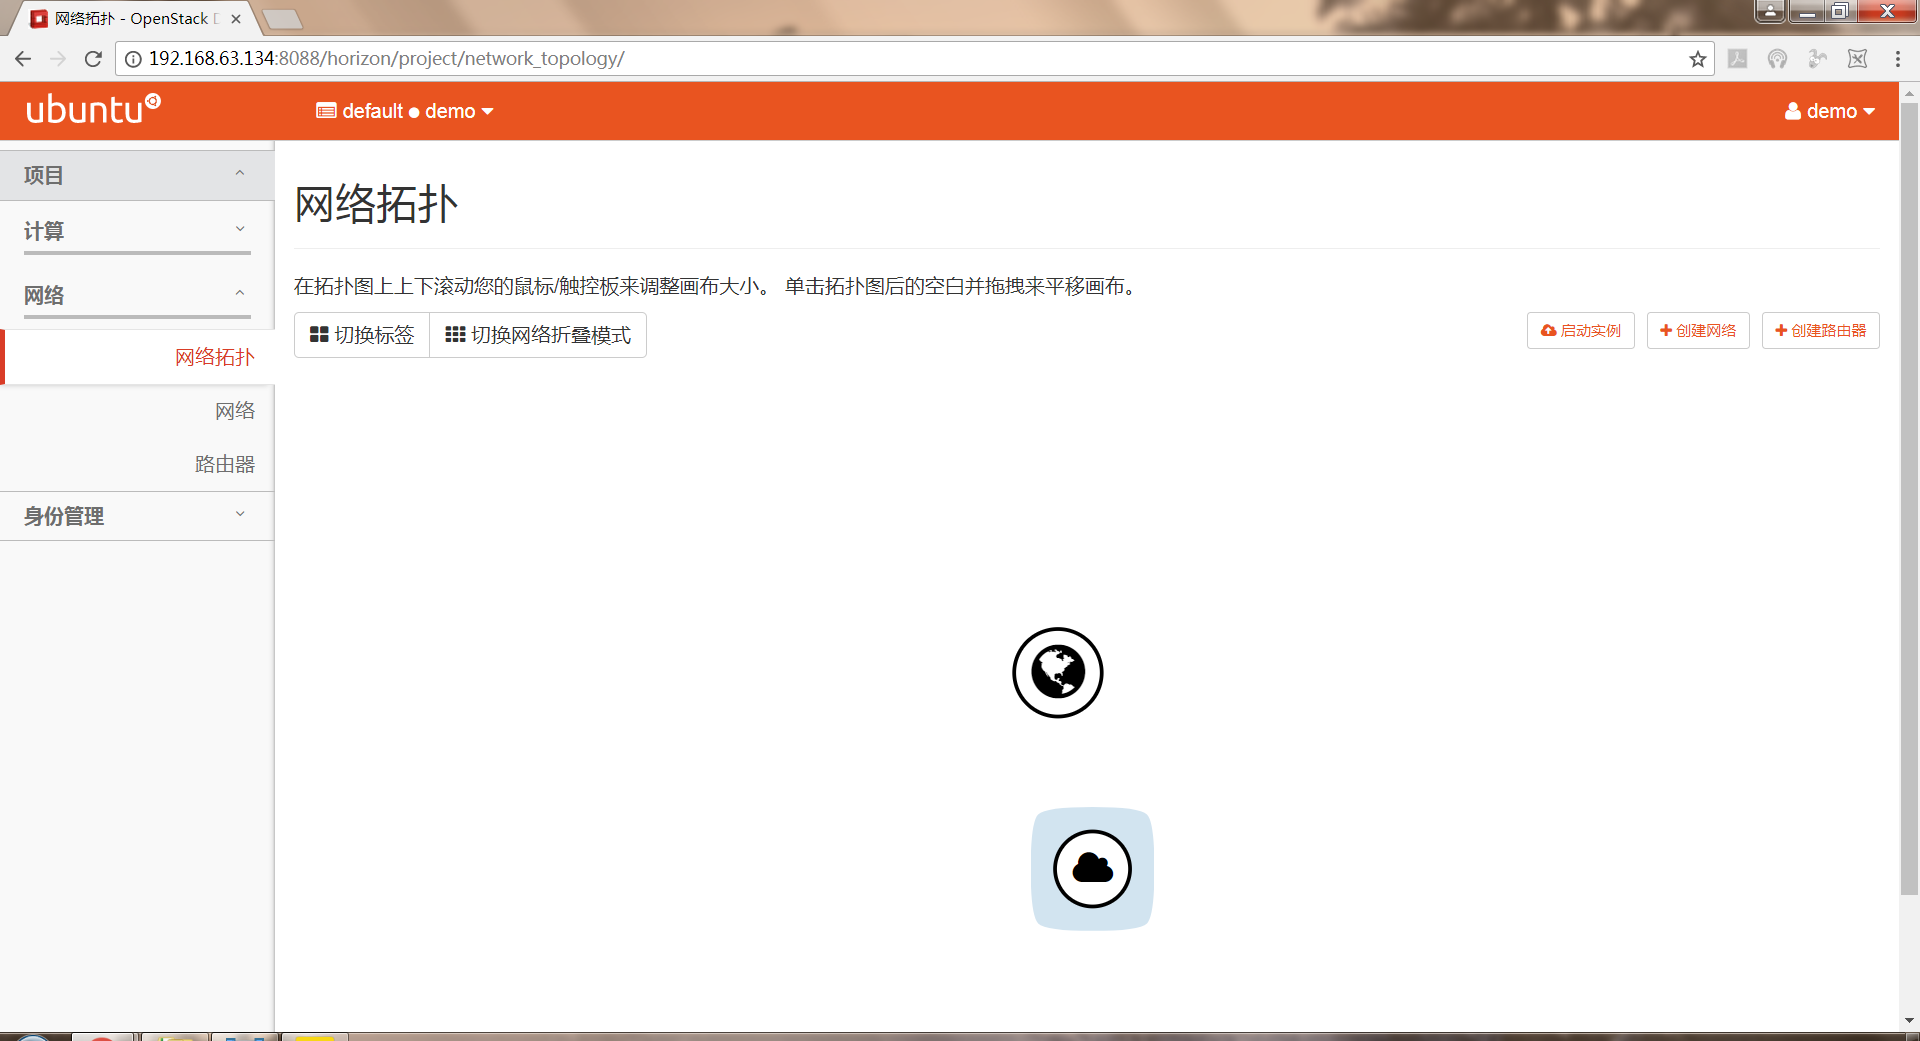 网络拓扑 - OpenStack
192.168.63.134:8088/horizon/project/network_topology/
ubuntu
default ● demo
demo
项目
计算
网络
网络拓扑
网络
路由器
身份管理
网络拓扑
在拓扑图上上下滚动您的鼠标/触控板来调整画布大小。 单击拓扑图后的空白并拖拽来平移画布。
切换标签
切换网络折叠模式
启动实例
创建网络
创建路由器